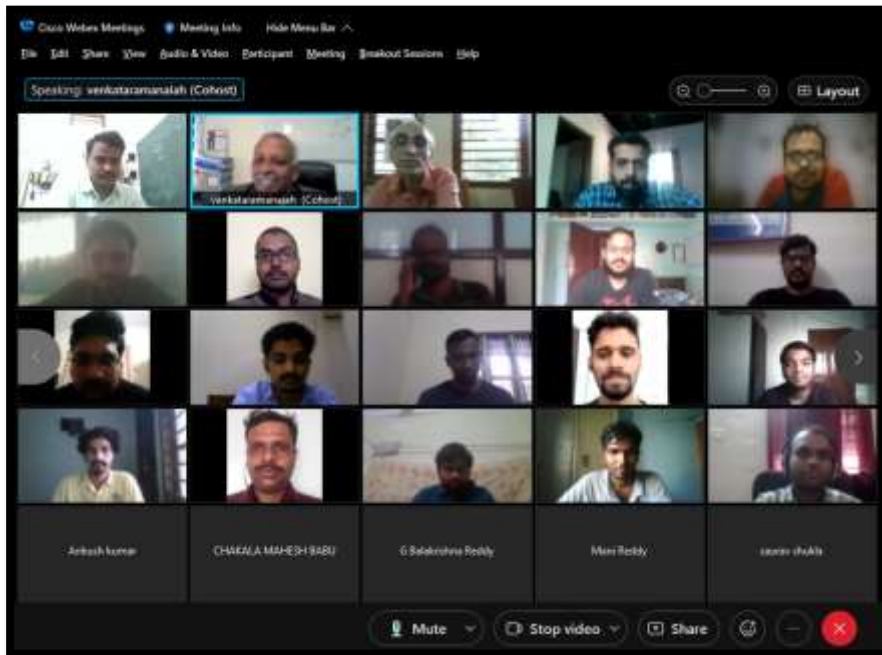 Cisco Webex Meetings Meeting Info Hide Menu Bar
File Edit Share View Audio & Video Participant Meeting Breakout Sessions Help
Speaking: venkataramanaiah (Cohost)
Layout
venkataramanaiah (Cohost)
Ankush kumar
CHAKALA MAHESH BABU
G Balakrishna Reddy
Mani Reddy
saurav shukla
Mute
Stop video
Share